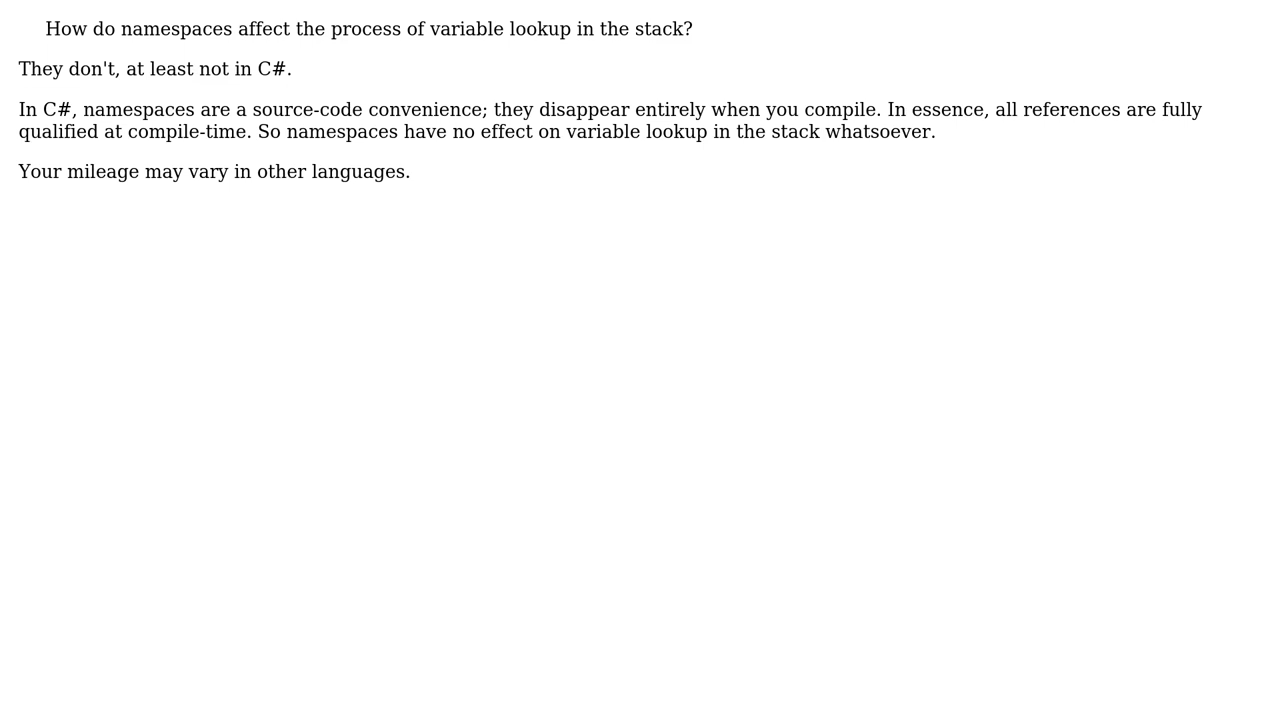 How do namespaces affect the process of variable lookup in the stack?
They don't, at least not in C#.
In C#, namespaces are a source-code convenience; they disappear entirely when you compile. In essence, all references are fully
qualified at compile-time. So namespaces have no effect on variable lookup in the stack whatsoever.
Your mileage may vary in other languages.